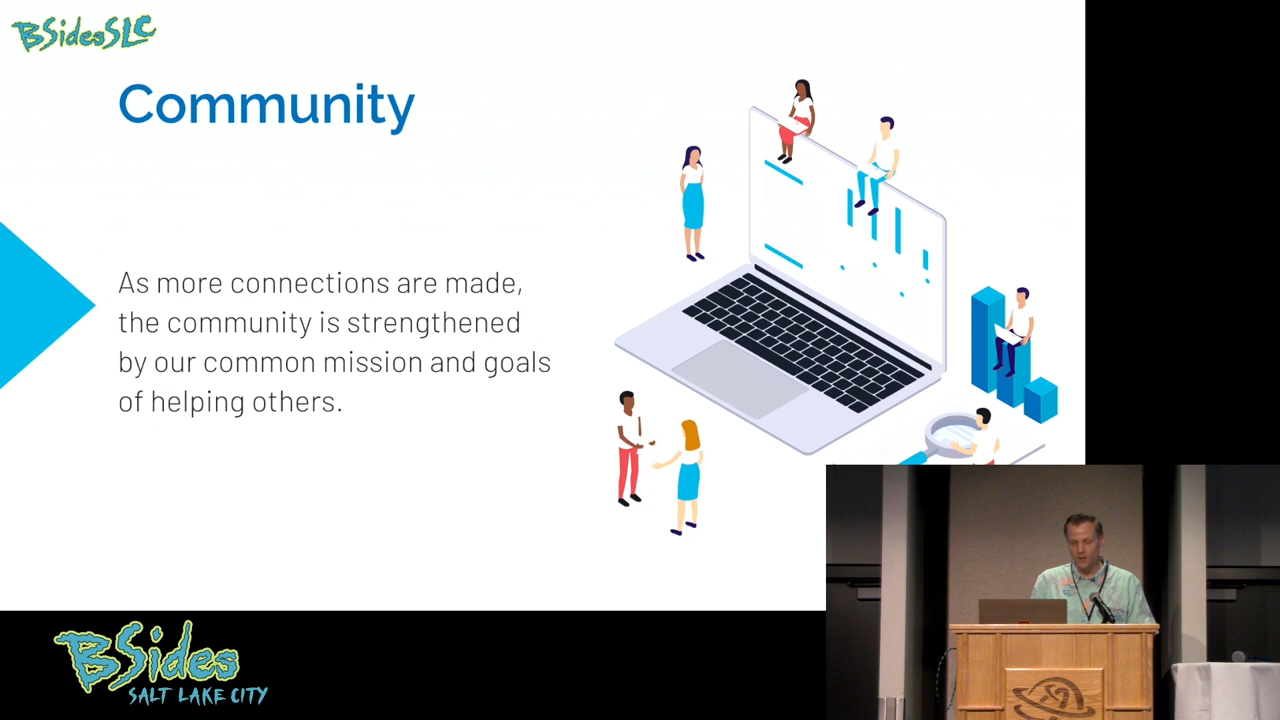 BSidesSLC
Community
As more connections are made,
the community is strengthened
by our common mission and goals
of helping others.
BSides
SALT LAKE CITY